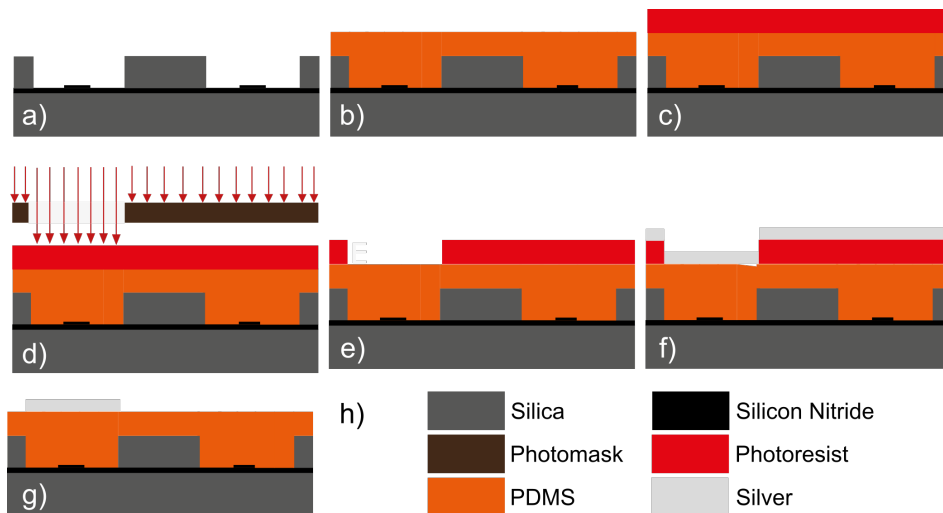 a)
b)
c)
d)
E
e)
f)
g)
h)
Silica
Silicon Nitride
Photomask
Photoresist
PDMS
Silver